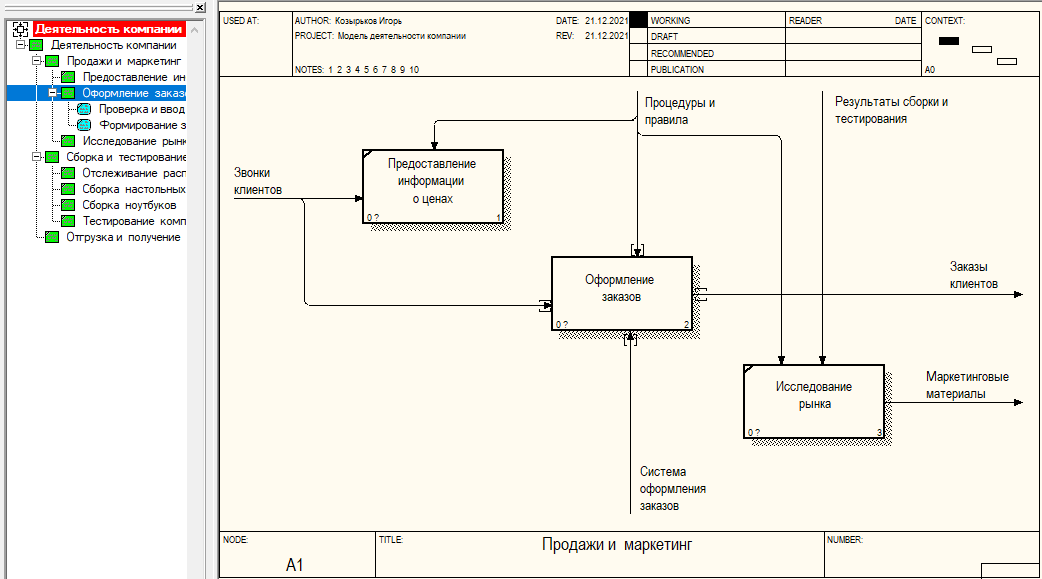 Деятельность компании
Деятельность компании
Продажи и маркетинг
Предоставление ин
Оформление заказ
Проверка и ввод
Формирование з
Исследование рын
Сборка и тестирование
Отслеживание расп
Сборка настольных
Сборка ноутбуков
Тестирование комп
Отгрузка и получение
USED AT:
AUTHOR: Козырьков Игорь
DATE: 21.12.2021
PROJECT: Модель деятельности компании
REV: 21.12.2021
NOTES: 1 2 3 4 5 6 7 8 9 10
WORKING
DRAFT
RECOMMENDED
PUBLICATION
READER
DATE
CONTEXT:
A0
Процедуры и
правила
Результаты сборки и
тестирования
Звонки
клиентов
Предоставление
информации
о ценах
0 ?
1
Оформление
заказов
0 ?
2
Заказы
клиентов
Исследование
рынка
0 ?
3
Маркетинговые
материалы
Система
оформления
заказов
NODE:
A1
TITLE:
Продажи и маркетинг
NUMBER: